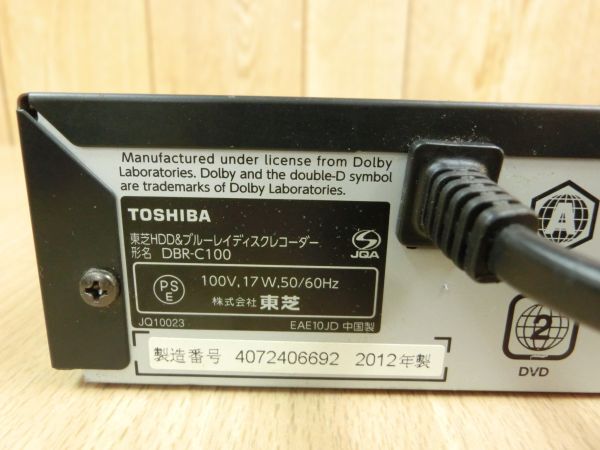 Manufactured under license from Dolby
Laboratories. Dolby and the double-D symbol
are trademarks of Dolby Laboratories.
TOSHIBA
東芝HDD&ブルーレイディスクレコーダー
形名 DBR-C100
JQA
PS
E
100V, 17W, 50/60Hz
株式会社 東芝
JQ10023
EAE10JD 中国製
製造番号 4072406692 2012年製
A
2
DVD